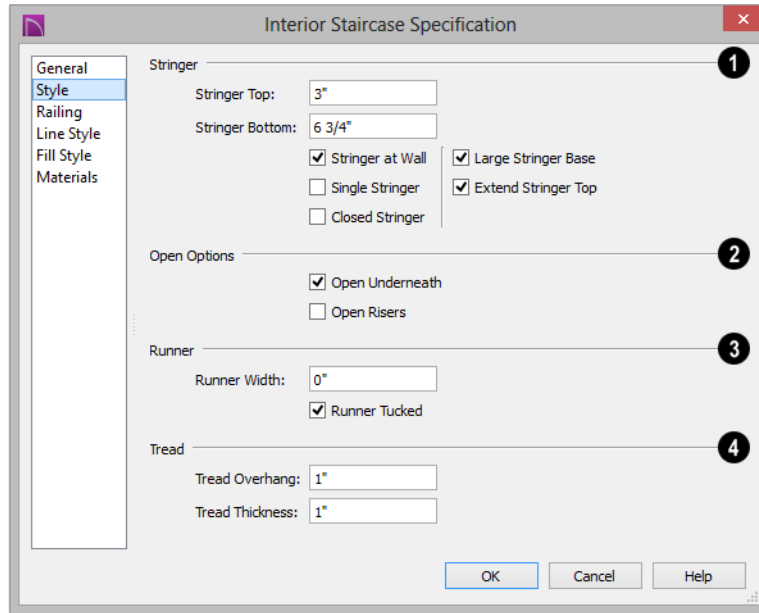 Interior Staircase Specification
General
Style
Railing
Line Style
Fill Style
Materials
Stringer 1
Stringer Top: 3"
Stringer Bottom: 6 3/4"
Stringer at Wall Large Stringer Base
Single Stringer Extend Stringer Top
Closed Stringer
Open Options 2
Open Underneath
Open Risers
Runner 3
Runner Width: 0"
Runner Tucked
Tread 4
Tread Overhang: 1"
Tread Thickness: 1"
OK Cancel Help